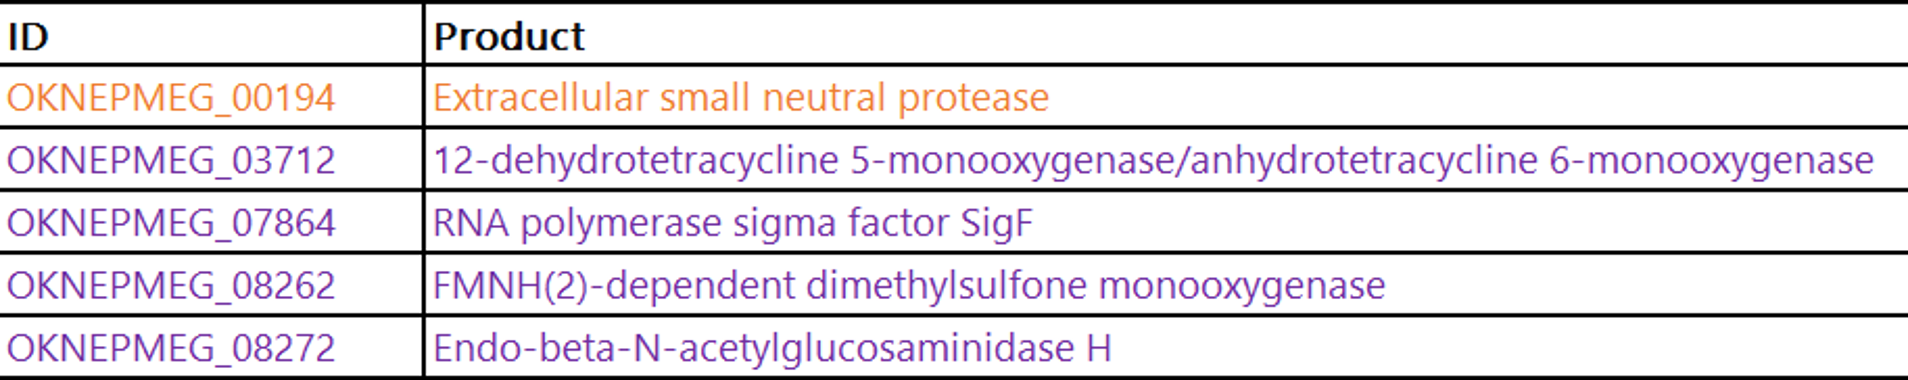 ID Product
OKNEPMEG_00194 Extracellular small neutral protease
OKNEPMEG_03712 12-dehydrotetracycline 5-monooxygenase/anhydrotetracycline 6-monooxygenase
OKNEPMEG_07864 RNA polymerase sigma factor SigF
OKNEPMEG_08262 FMNH(2)-dependent dimethylsulfone monooxygenase
OKNEPMEG_08272 Endo-beta-N-acetylglucosaminidase H